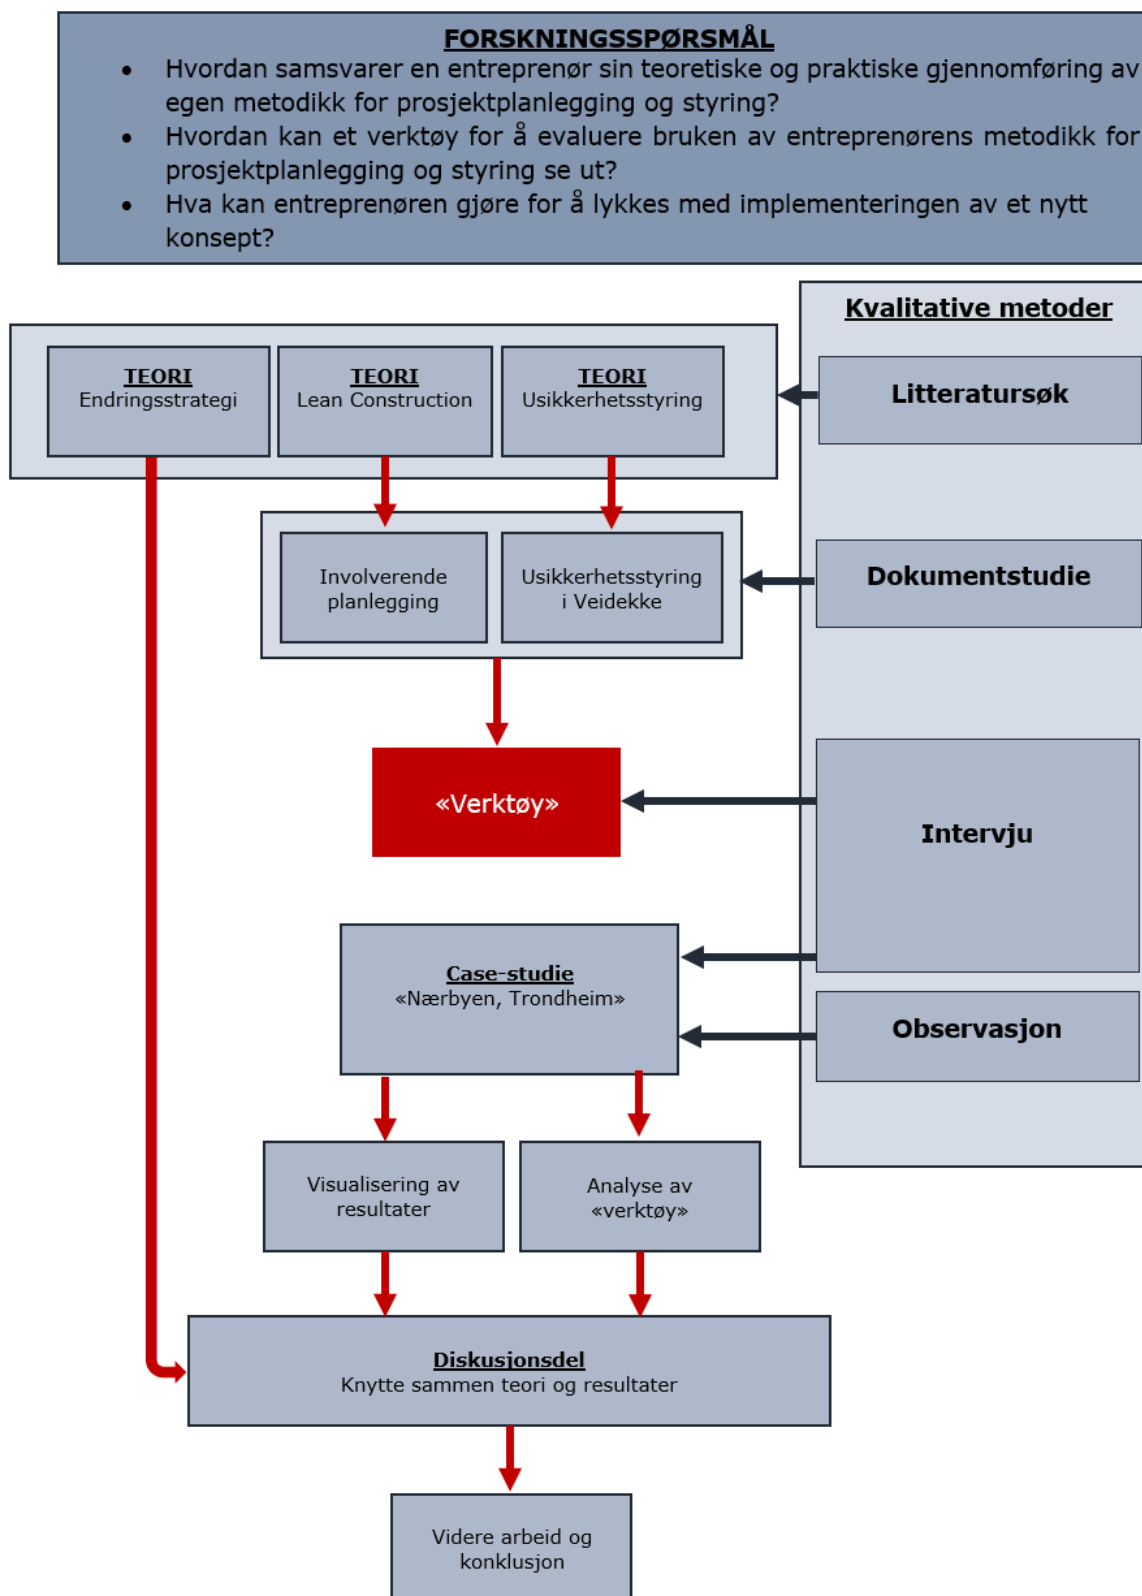 FORSKNINGSSPØRSMÅL
• Hvordan samsvarer en entreprenør sin teoretiske og praktiske gjennomføring av
egen metodikk for prosjektplanlegging og styring?
• Hvordan kan et verktøy for å evaluere bruken av entreprenørens metodikk for
prosjektplanlegging og styring se ut?
• Hva kan entreprenøren gjøre for å lykkes med implementeringen av et nytt
konsept?
Kvalitative metoder
TEORI
Endringsstrategi
TEORI
Lean Construction
TEORI
Usikkerhetsstyring
Litteratursøk
Involverende
planlegging
Usikkerhetsstyring
i Veidekke
Dokumentstudie
«Verktøy»
Intervju
Case-studie
«Nærbyen, Trondheim»
Observasjon
Visualisering av
resultater
Analyse av
«verktøy»
Diskusjonsdel
Knytte sammen teori og resultater
Videre arbeid og
konklusjon